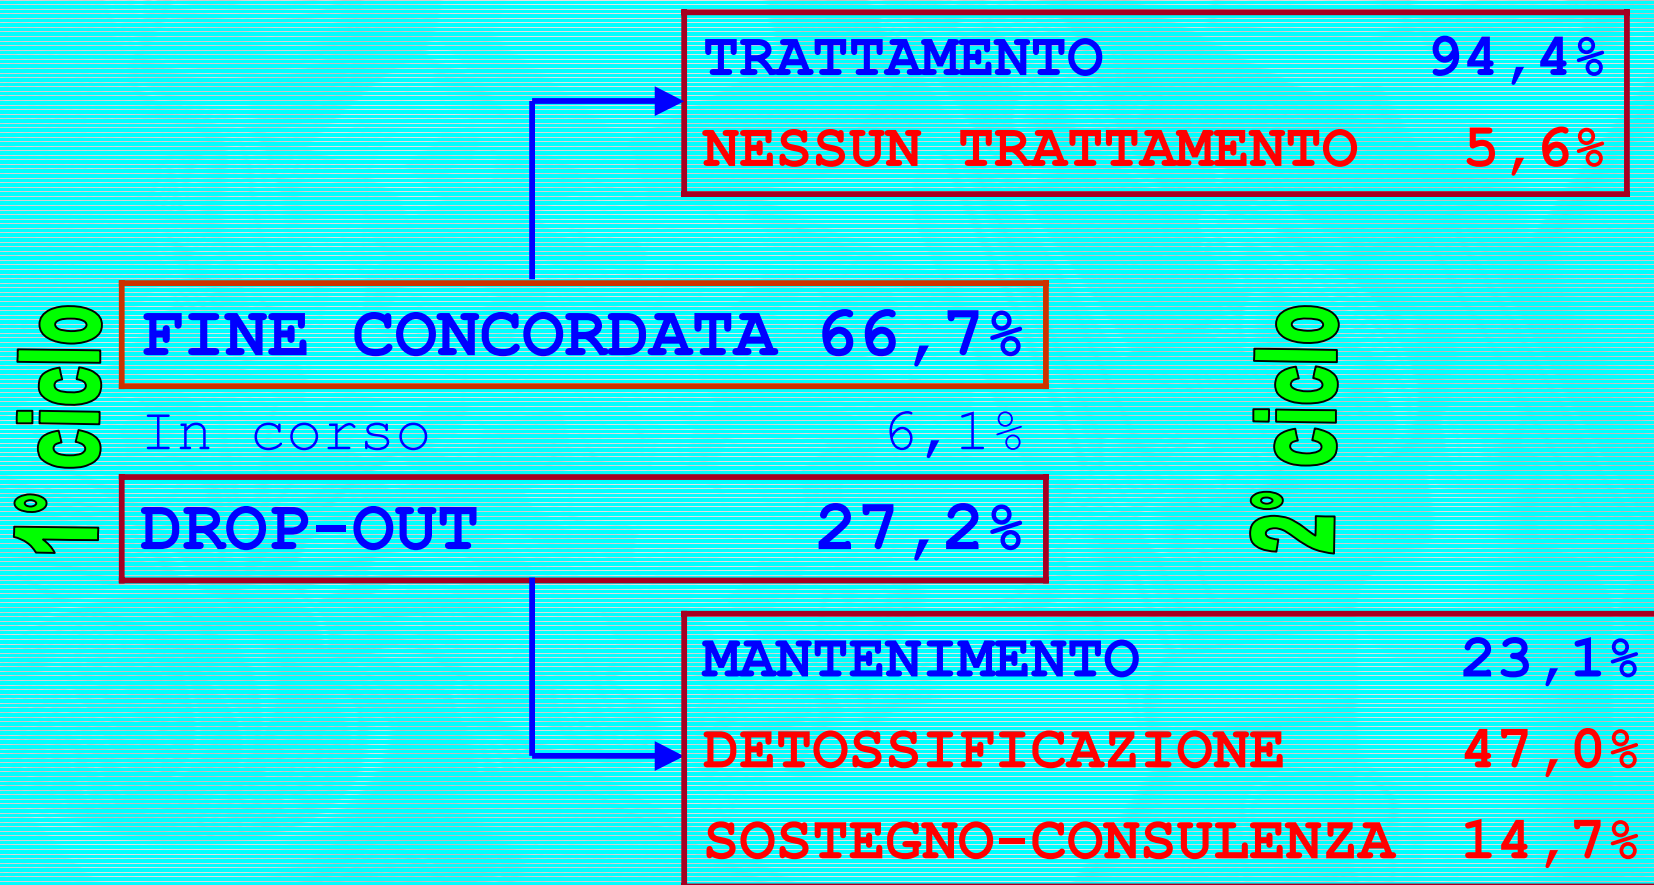 TRATTAMENTO 94,4%
NESSUN TRATTAMENTO 5,6%
1° ciclo
FINE CONCORDATA 66,7%
In corso 6,1%
DROP-OUT 27,2%
2° ciclo
MANTENIMENTO 23,1%
DETOSSIFICAZIONE 47,0%
SOSTEGNO-CONSULENZA 14,7%